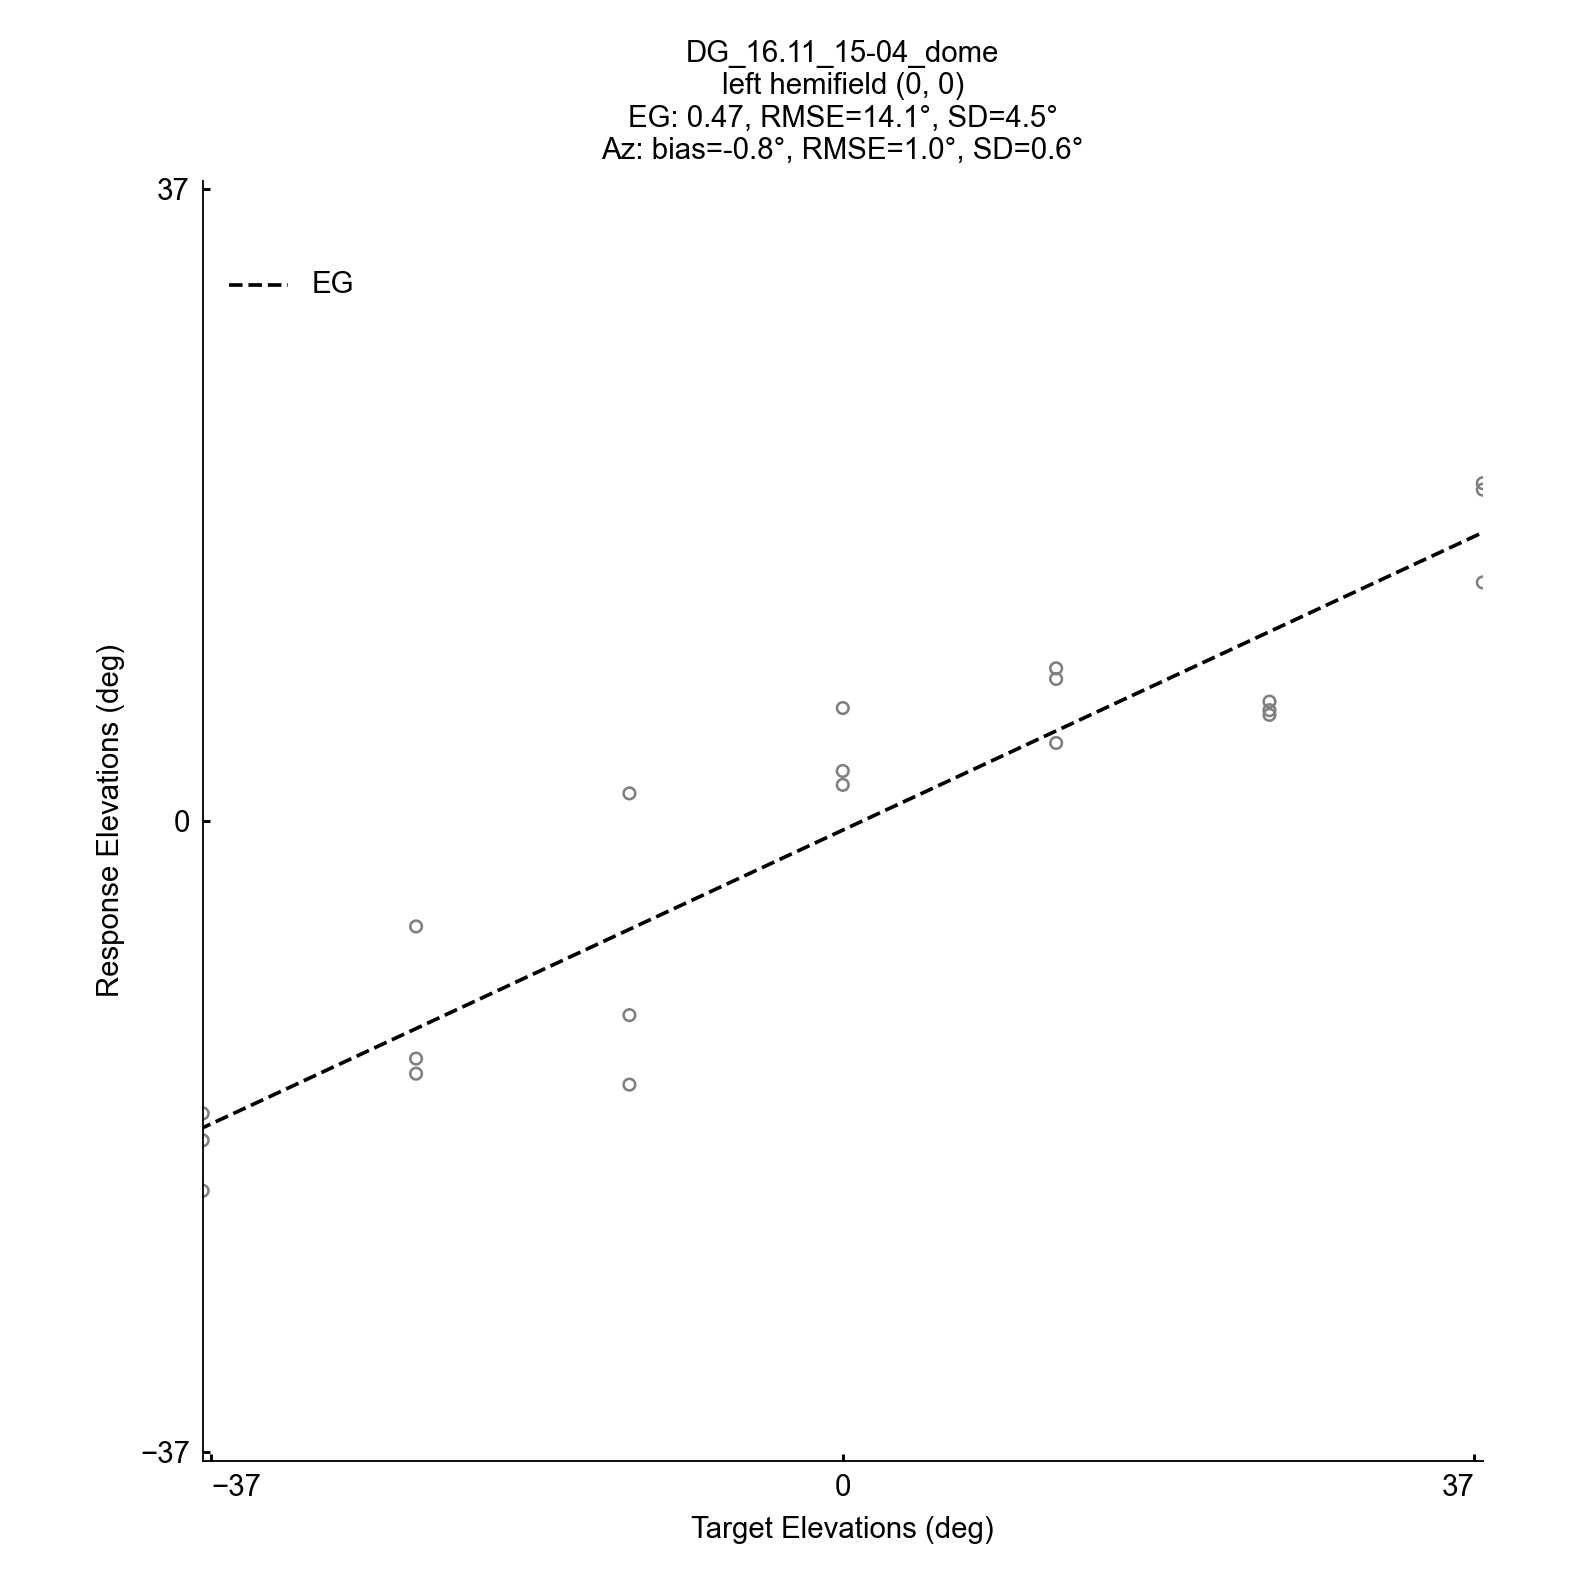 DG_16.11_15-04_dome
left hemifield (0, 0)
EG: 0.47, RMSE=14.1°, SD=4.5°
Az: bias=-0.8°, RMSE=1.0°, SD=0.6°
37
EG
Response Elevations (deg)
0
−37
−37
0
37
Target Elevations (deg)